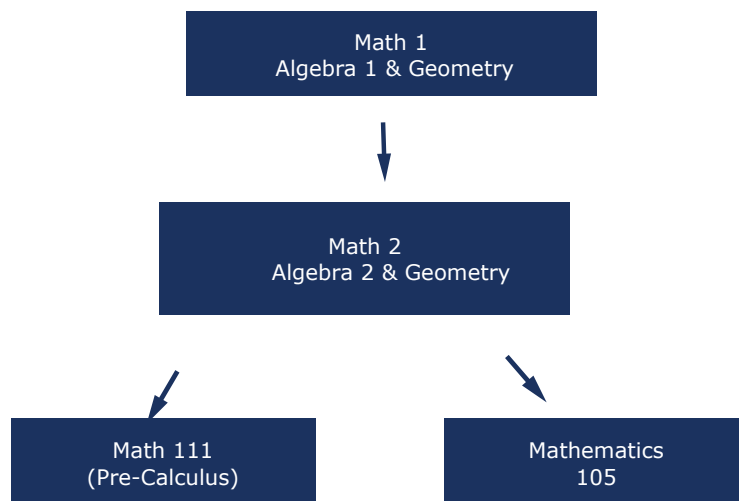 Math 1
Algebra 1 & Geometry
Math 2
Algebra 2 & Geometry
Math 111
(Pre-Calculus)
Mathematics
105